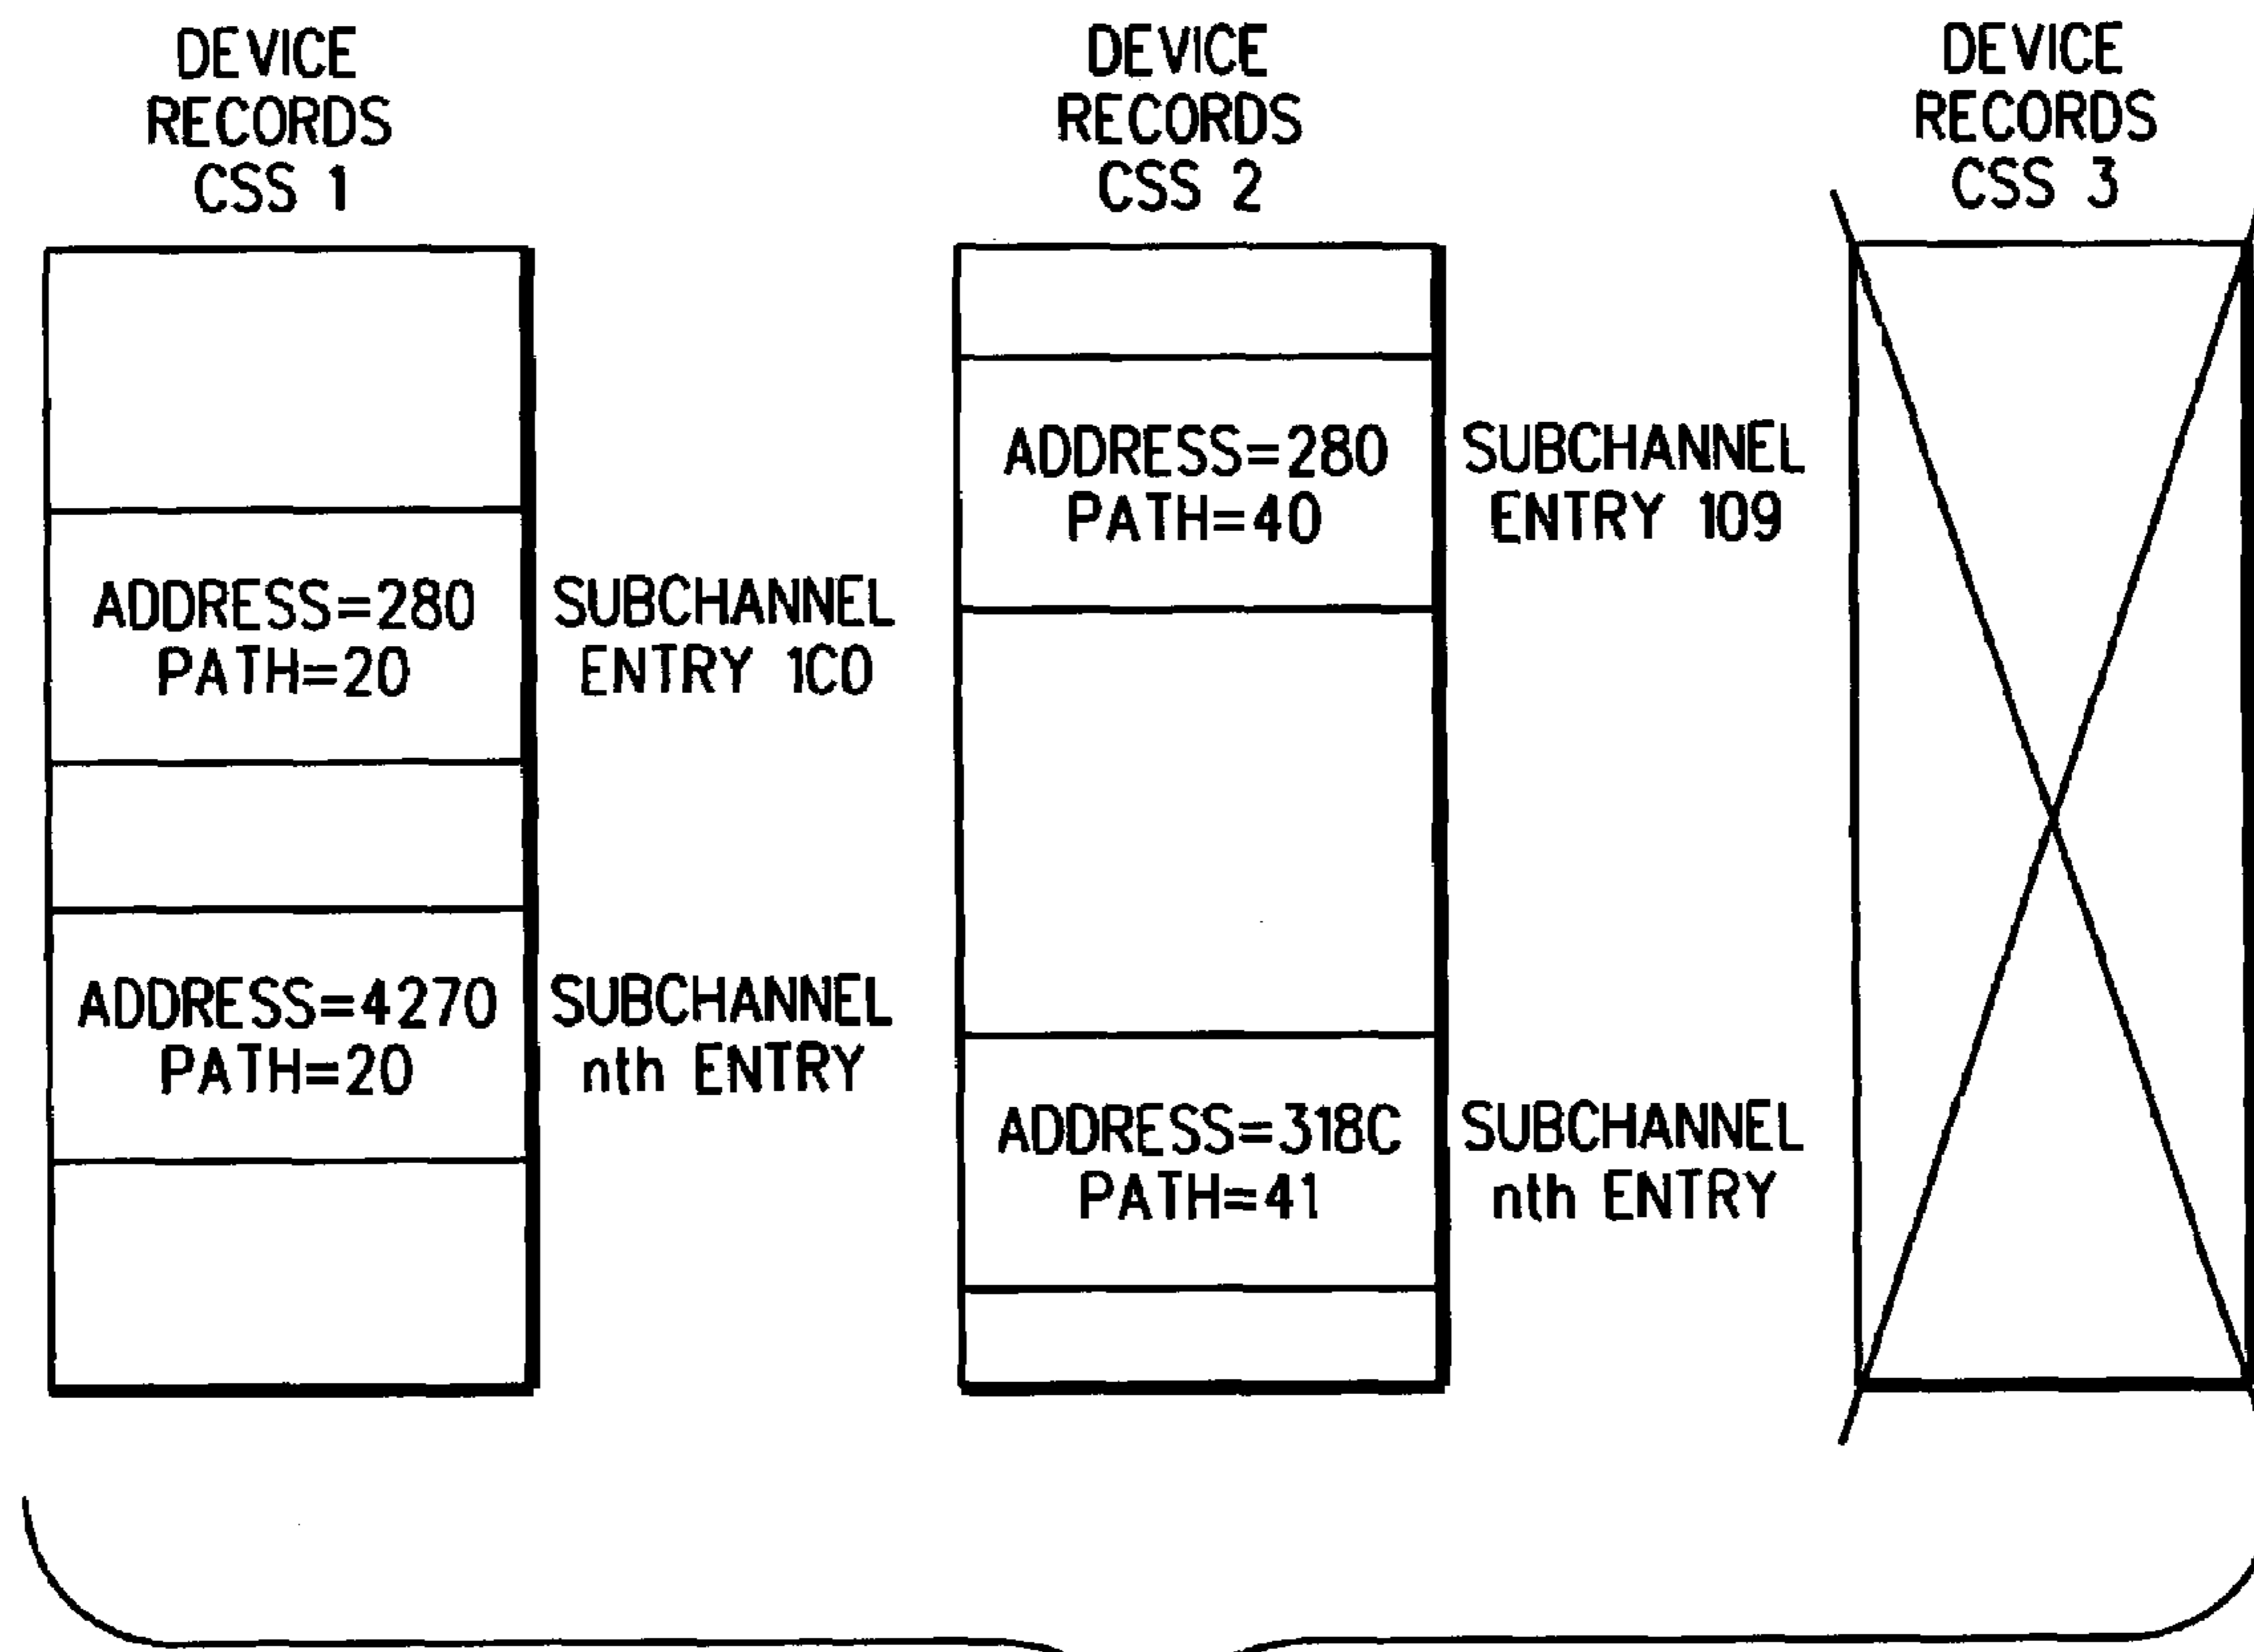 DEVICE
RECORDS
CSS 1
ADDRESS=280
PATH=20
SUBCHANNEL
ENTRY 1C0
ADDRESS=4270
PATH=20
SUBCHANNEL
nth ENTRY
DEVICE
RECORDS
CSS 2
ADDRESS=280
PATH=40
SUBCHANNEL
ENTRY 109
ADDRESS=318C
PATH=41
SUBCHANNEL
nth ENTRY
DEVICE
RECORDS
CSS 3